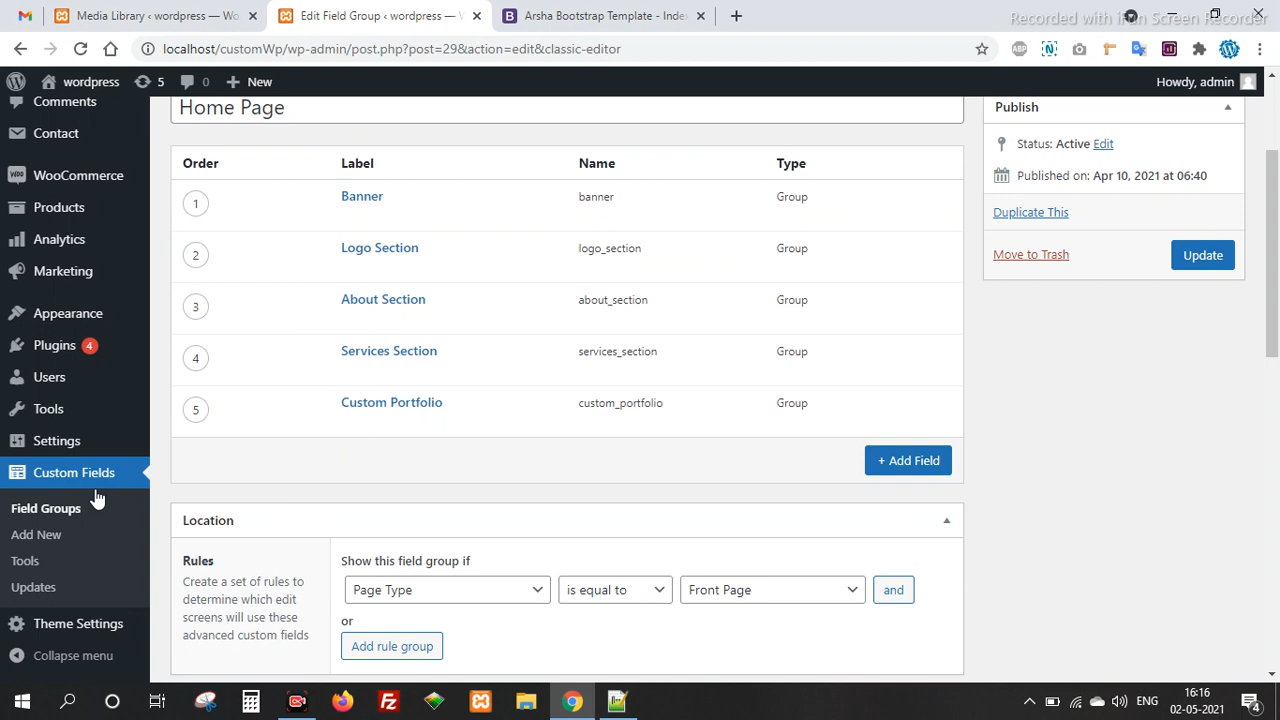 Media Library ‹ wordpress — Wo
Edit Field Group ‹ wordpress — W
Arsha Bootstrap Template - Index
Recorded with iFun Screen Recorder
localhost/customWp/wp-admin/post.php?post=29&action=edit&classic-editor
ABP
wordpress
5
0
New
Howdy, admin
Comments
Contact
WooCommerce
Products
Analytics
Marketing
Appearance
Plugins 4
Users
Tools
Settings
Custom Fields
Field Groups
Add New
Tools
Updates
Theme Settings
Collapse menu
Home Page
Order Label Name Type
1 Banner banner Group
2 Logo Section logo_section Group
3 About Section about_section Group
4 Services Section services_section Group
5 Custom Portfolio custom_portfolio Group
+ Add Field
Location
Rules
Create a set of rules to
determine which edit
screens will use these
advanced custom fields
Show this field group if
Page Type is equal to Front Page and
or
Add rule group
Publish
Status: Active Edit
Published on: Apr 10, 2021 at 06:40
Duplicate This
Move to Trash Update
ENG
16:16
02-05-2021
4